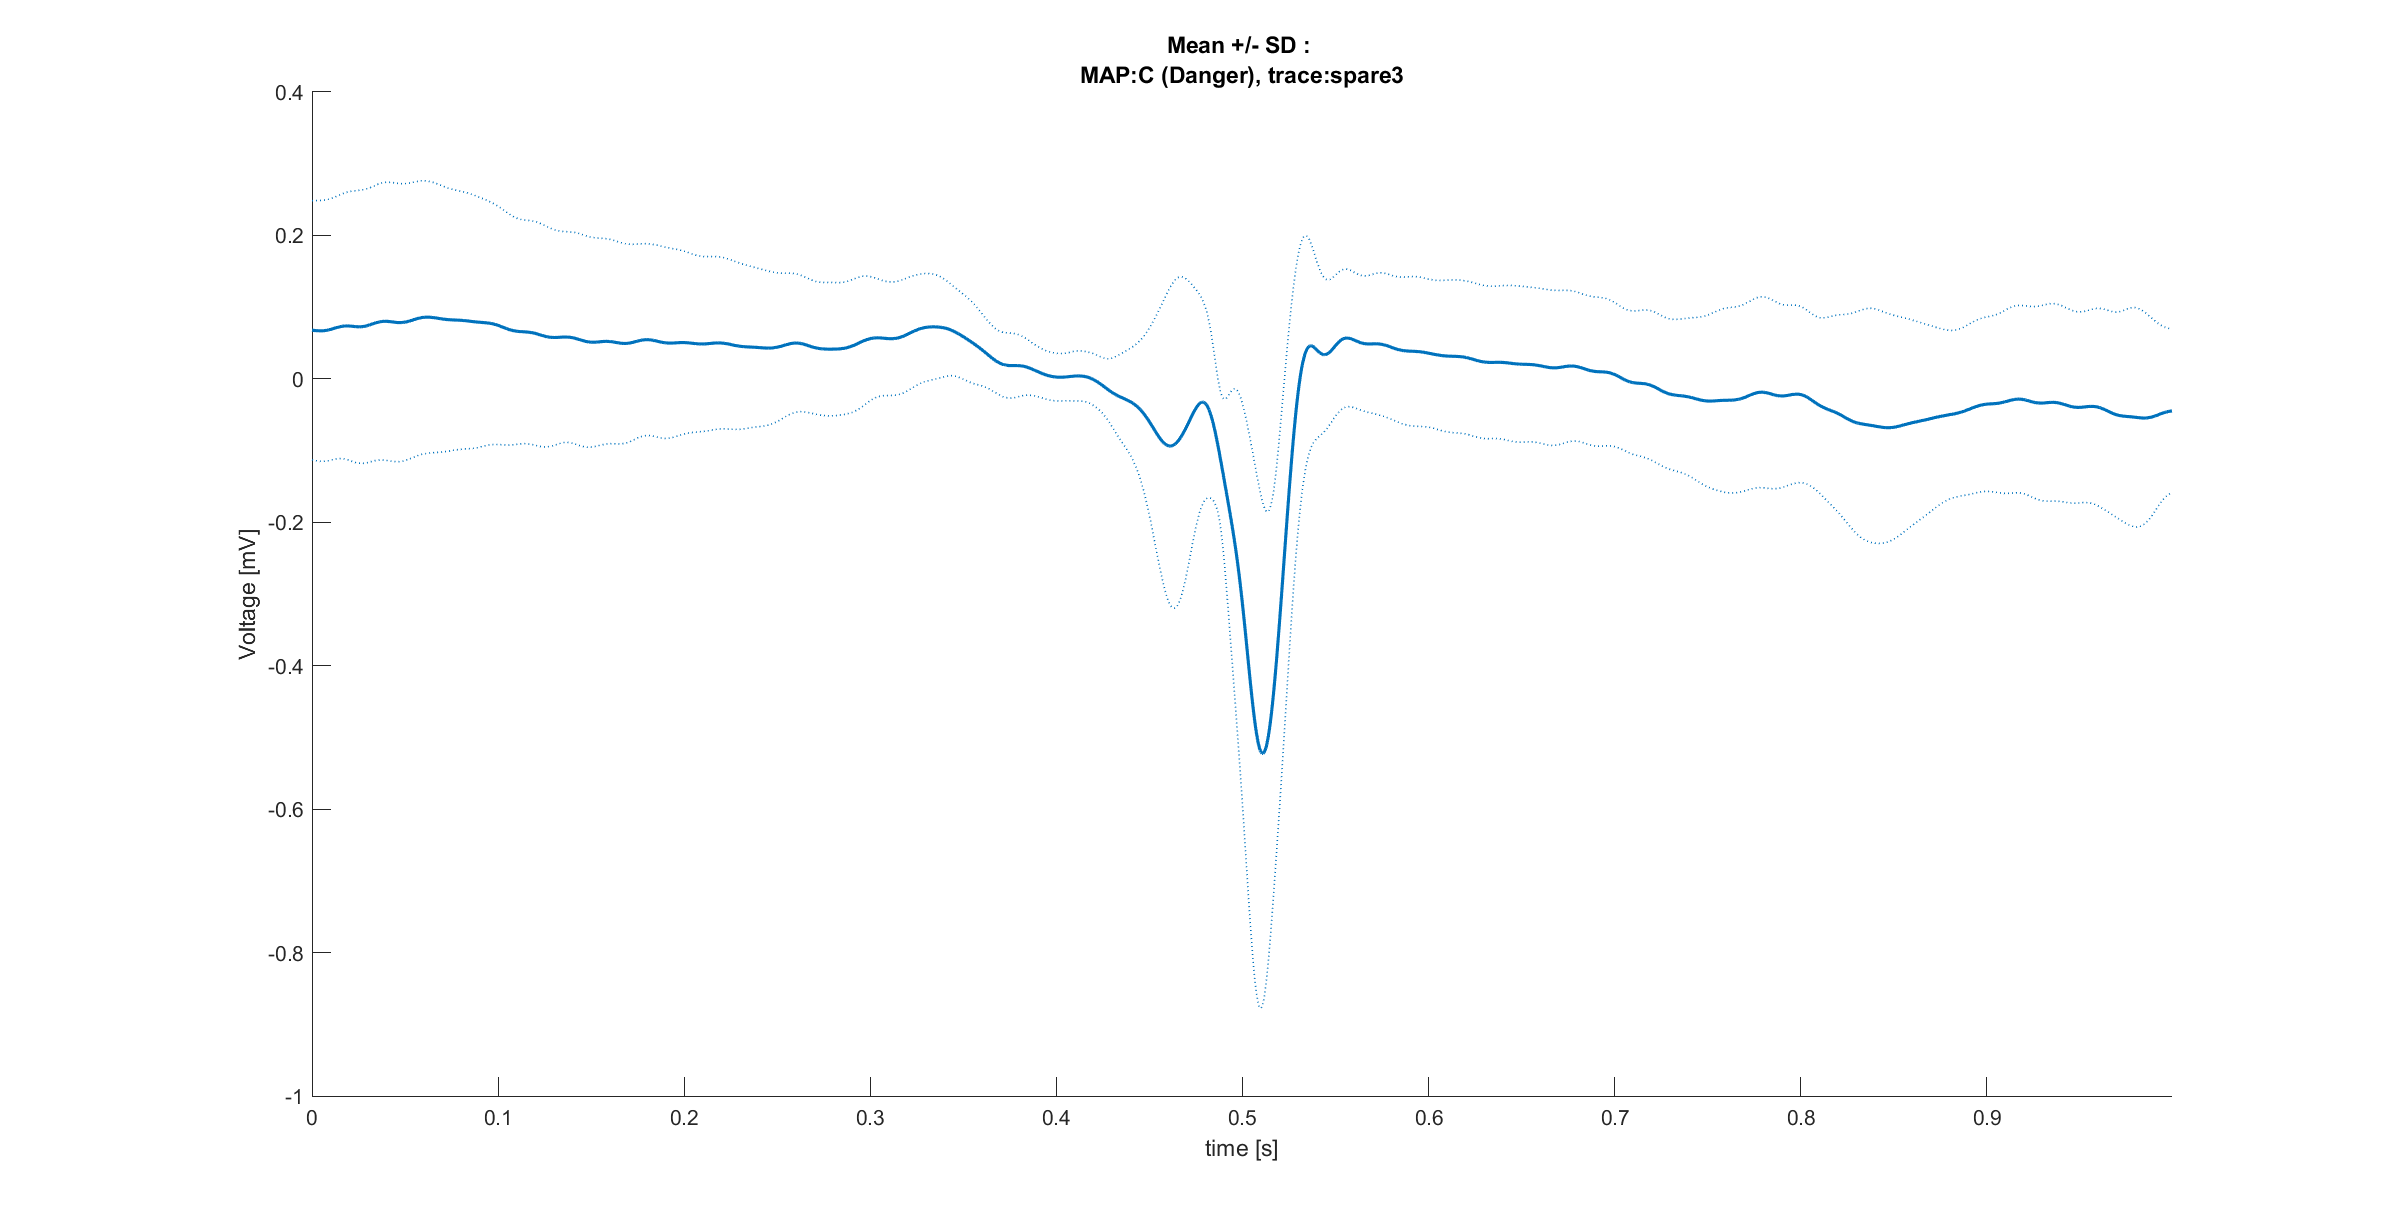 Mean +/- SD :
MAP:C (Danger), trace:spare3
0.4
0.2
0
-0.2
-0.4
-0.6
-0.8
-1
Voltage [mV]
0 0.1 0.2 0.3 0.4 0.5 0.6 0.7 0.8 0.9
time [s]